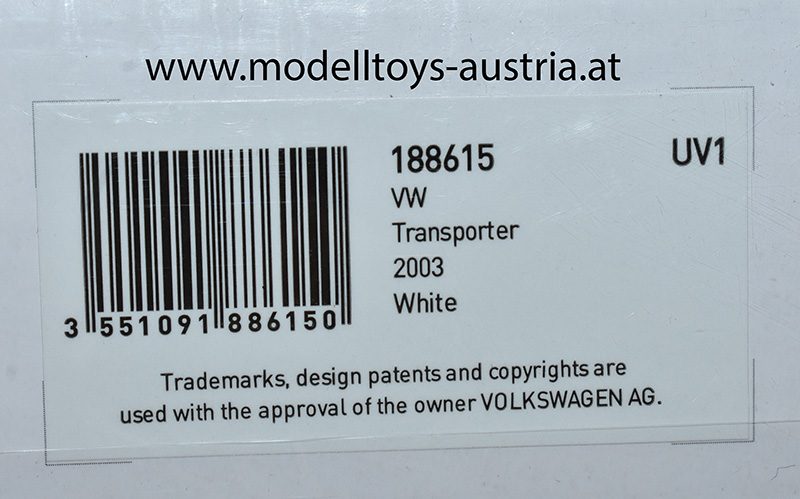 www.modelltoys-austria.at
188615
UV1
VW
Transporter
2003
White
3 551091 886150
Trademarks, design patents and copyrights are
used with the approval of the owner VOLKSWAGEN AG.